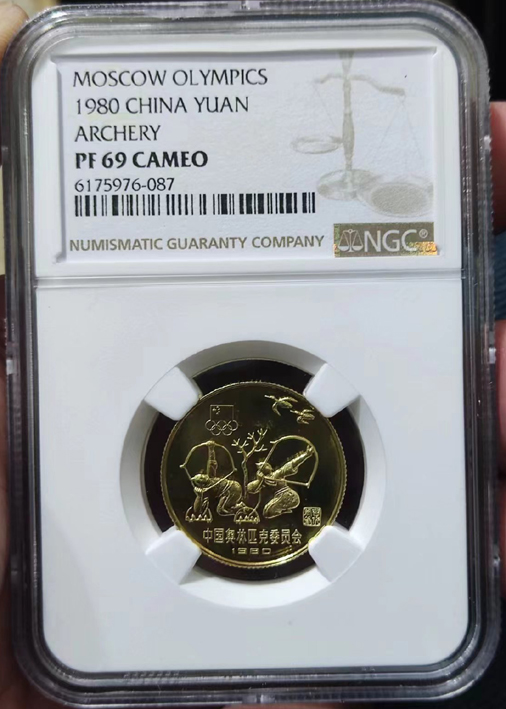 MOSCOW OLYMPICS
1980 CHINA YUAN
ARCHERY
PF 69 CAMEO
6175976-087
NUMISMATIC GUARANTY COMPANY
NGC®
中国奥林匹克委员会
1980